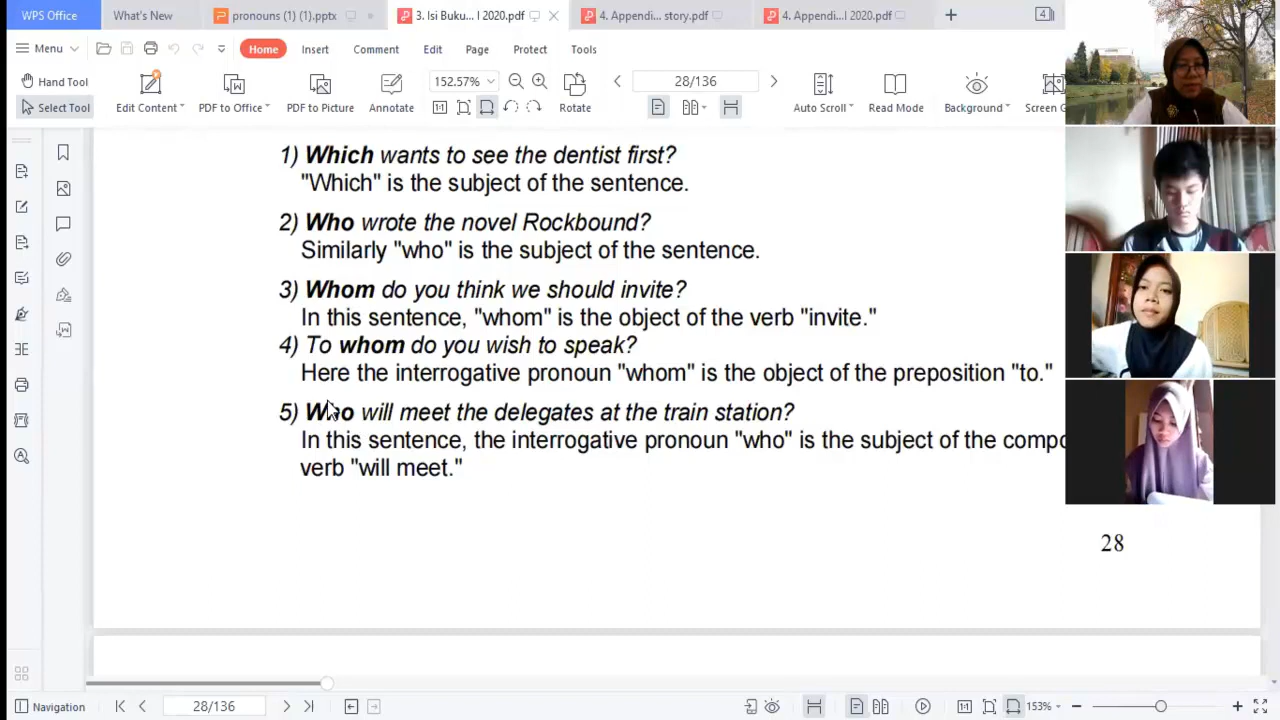 WPS Office What's New pronouns (1) (1).pptx 3. Isi Buku... l 2020.pdf 4. Appendi... story.pdf 4. Appendi... l 2020.pdf 4
Menu Home Insert Comment Edit Page Protect Tools
Hand Tool 152.57% 28/136
Select Tool Edit Content PDF to Office PDF to Picture Annotate Rotate Auto Scroll Read Mode Background Screen
1) Which wants to see the dentist first?
"Which" is the subject of the sentence.
2) Who wrote the novel Rockbound?
Similarly "who" is the subject of the sentence.
3) Whom do you think we should invite?
In this sentence, "whom" is the object of the verb "invite."
4) To whom do you wish to speak?
Here the interrogative pronoun "whom" is the object of the preposition "to."
5) Who will meet the delegates at the train station?
In this sentence, the interrogative pronoun "who" is the subject of the compo
verb "will meet."
28
Navigation 28/136 153%